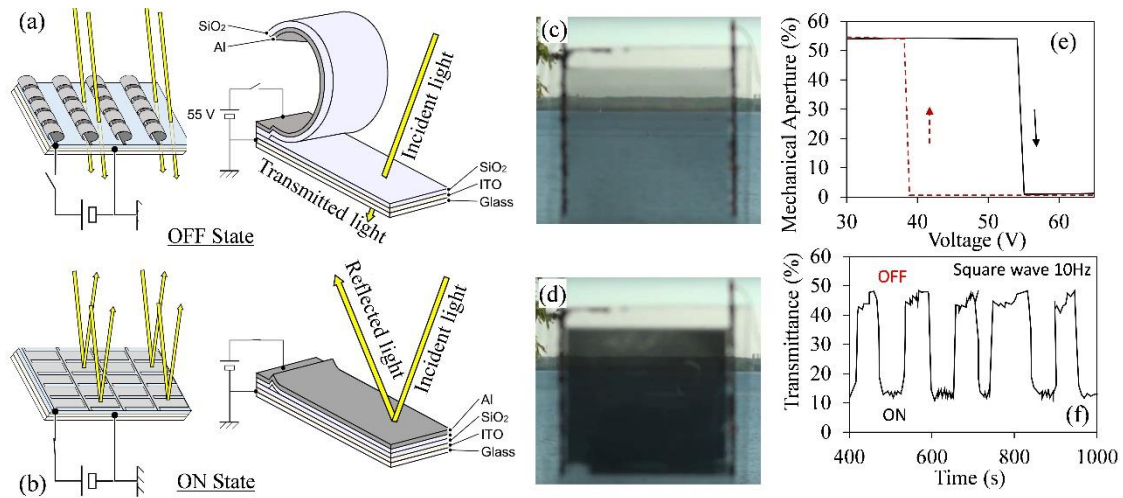 (a)
SiO₂
Al
55 V
Incident light
Transmitted light
SiO₂
ITO
Glass
OFF State
(b)
Reflected light
Incident light
Al
SiO₂
ITO
Glass
ON State
(c)
(d)
(e)
Mechanical Aperture (%)
60
50
40
30
20
10
0
30
40
50
60
Voltage (V)
(f)
Transmittance (%)
60
50
40
30
20
10
0
OFF
Square wave 10Hz
ON
400
600
800
1000
Time (s)